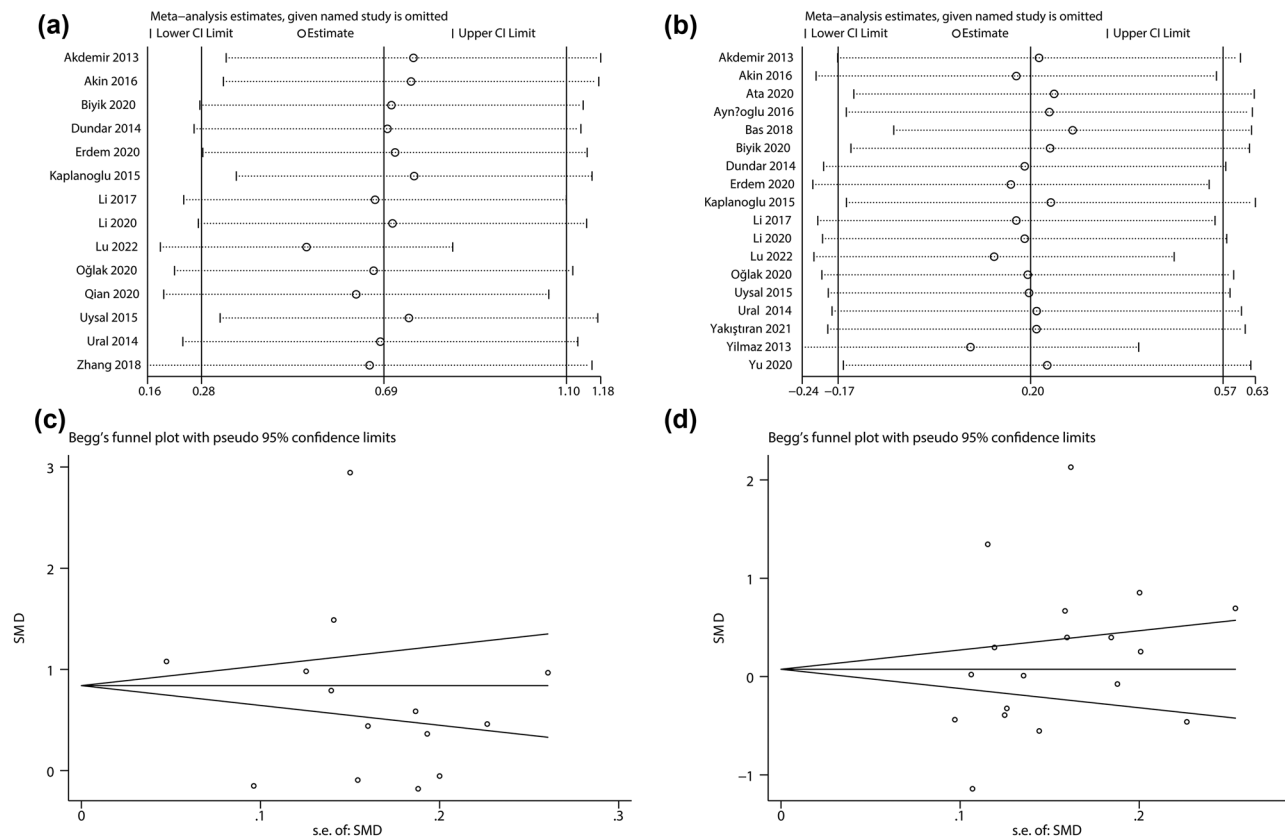 (a)
Meta−analysis estimates, given named study is omitted
Lower CI Limit Estimate Upper CI Limit
Akdemir 2013
Akin 2016
Biyik 2020
Dundar 2014
Erdem 2020
Kaplanoglu 2015
Li 2017
Li 2020
Lu 2022
Oğlak 2020
Qian 2020
Uysal 2015
Ural 2014
Zhang 2018
0.16 0.28 0.69 1.10 1.18
(b)
Meta−analysis estimates, given named study is omitted
Lower CI Limit Estimate Upper CI Limit
Akdemir 2013
Akin 2016
Ata 2020
Ayn?oglu 2016
Bas 2018
Biyik 2020
Dundar 2014
Erdem 2020
Kaplanoglu 2015
Li 2017
Li 2020
Lu 2022
Oğlak 2020
Uysal 2015
Ural 2014
Yakıştıran 2021
Yilmaz 2013
Yu 2020
−0.24 −0.17 0.20 0.57 0.63
(c)
Begg's funnel plot with pseudo 95% confidence limits
3
2
1
0
SMD
0 .1 .2 .3
s.e. of: SMD
(d)
Begg's funnel plot with pseudo 95% confidence limits
2
1
0
−1
SMD
0 .1 .2
s.e. of: SMD